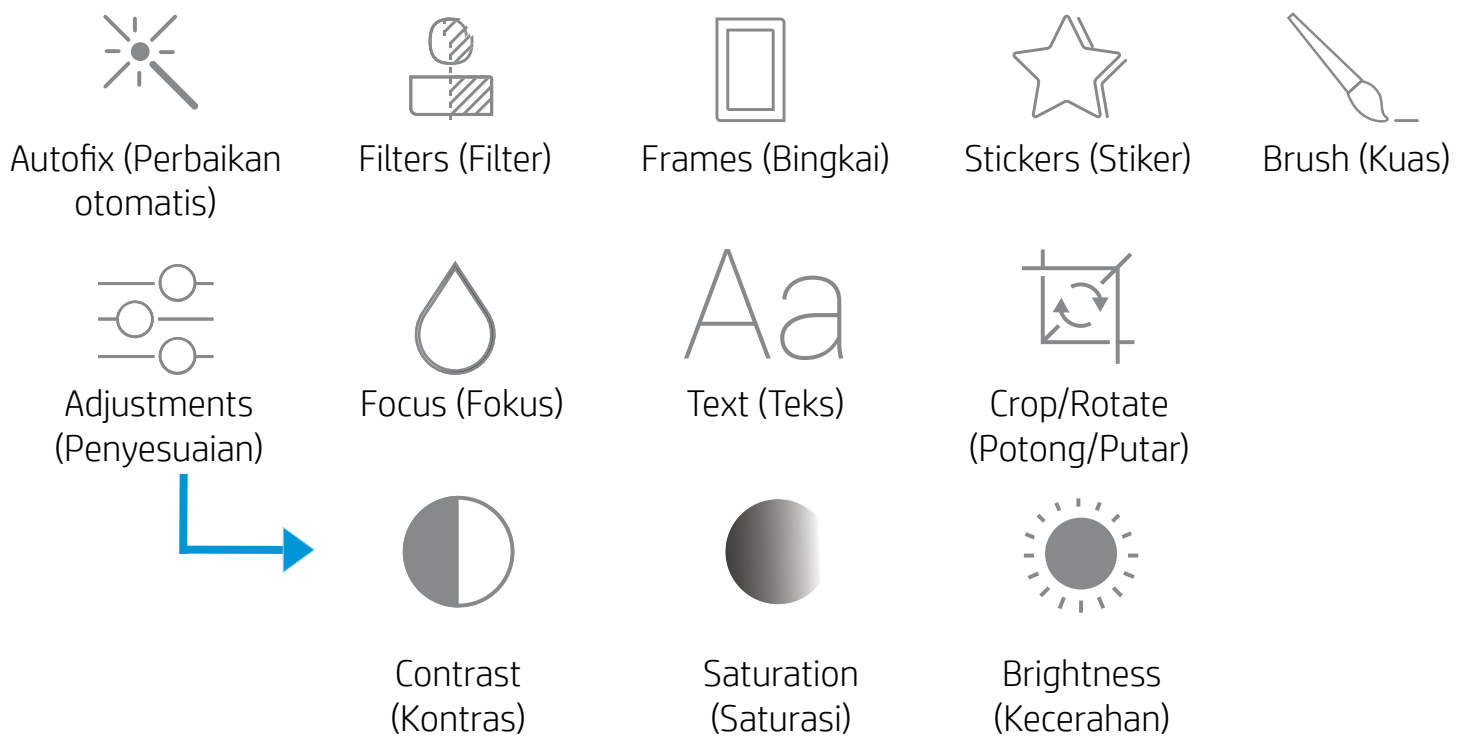 Autofix (Perbaikan
otomatis)
Filters (Filter)
Frames (Bingkai)
Stickers (Stiker)
Brush (Kuas)
Aa
Adjustments
(Penyesuaian)
Focus (Fokus)
Text (Teks)
Crop/Rotate
(Potong/Putar)
Contrast
(Kontras)
Saturation
(Saturasi)
Brightness
(Kecerahan)